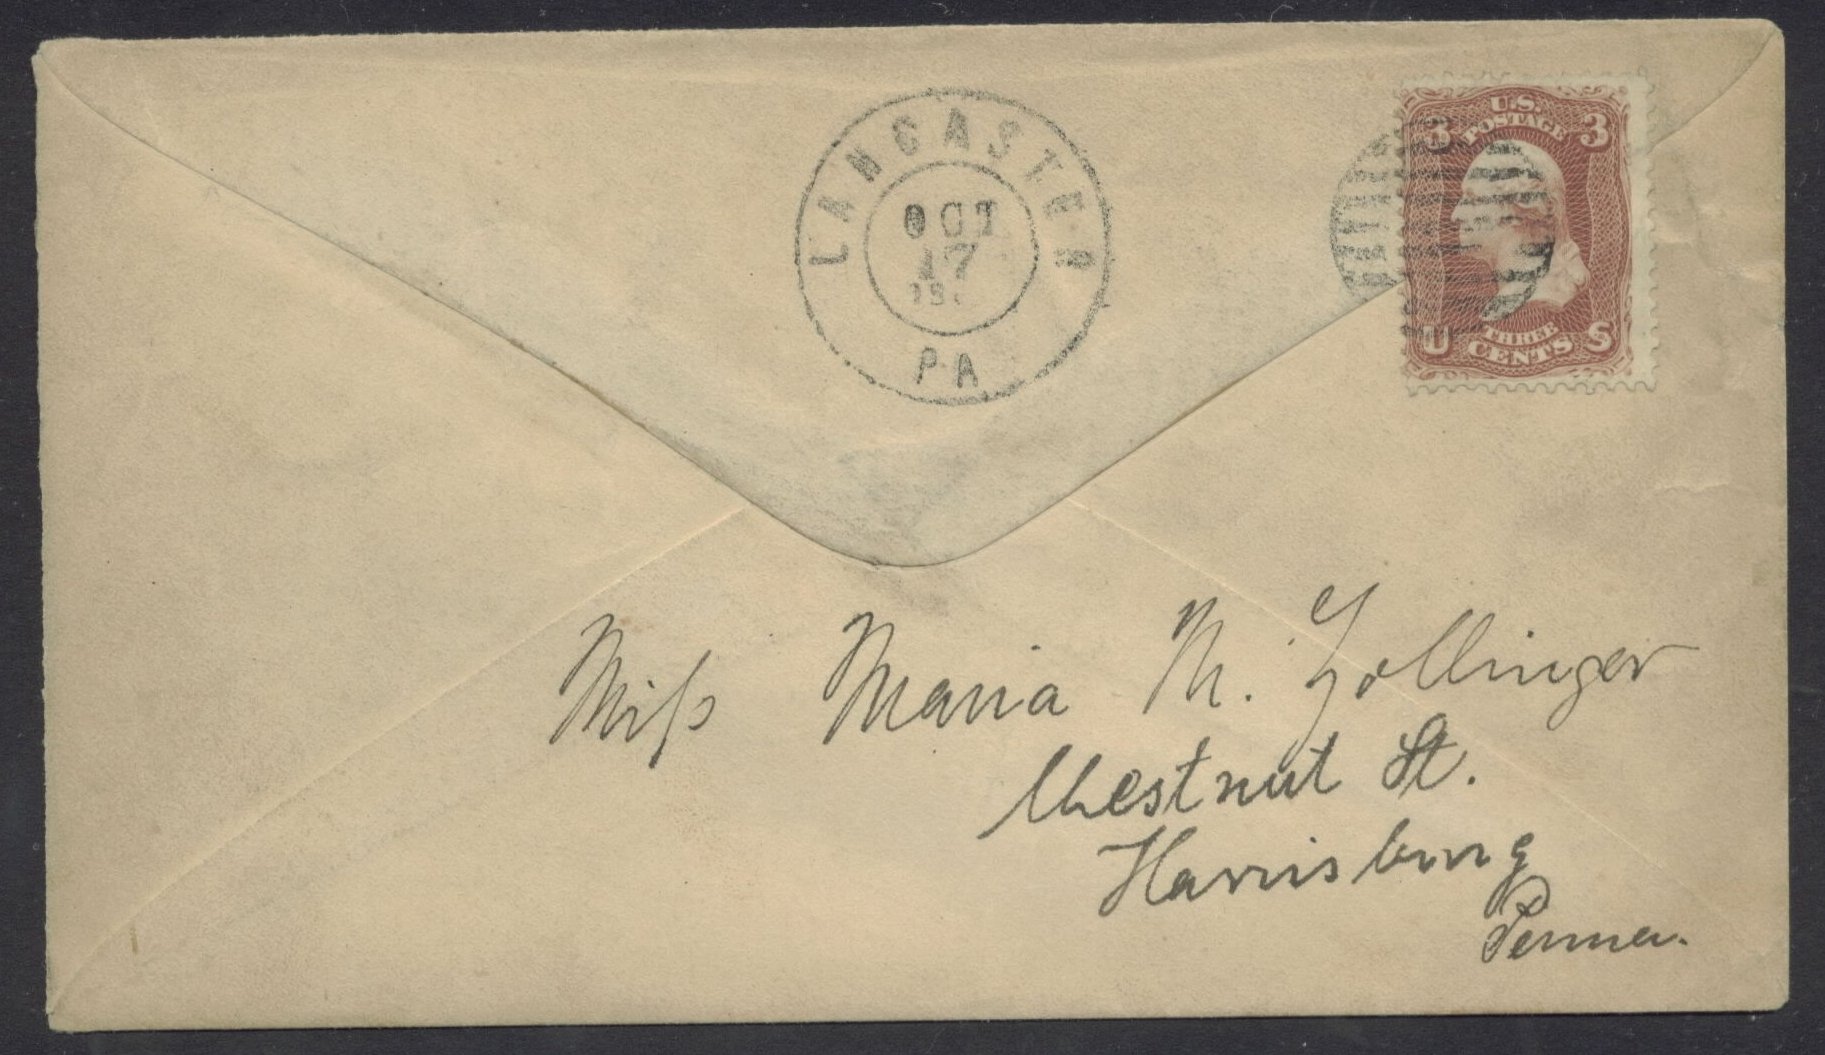 LANCASTER
OCT
17
PA
U.S.
POSTAGE
3 3
U S
THREE
CENTS
Miſs Maria M. Zollinger
Chestnut St.
Harrisburg
Penna.